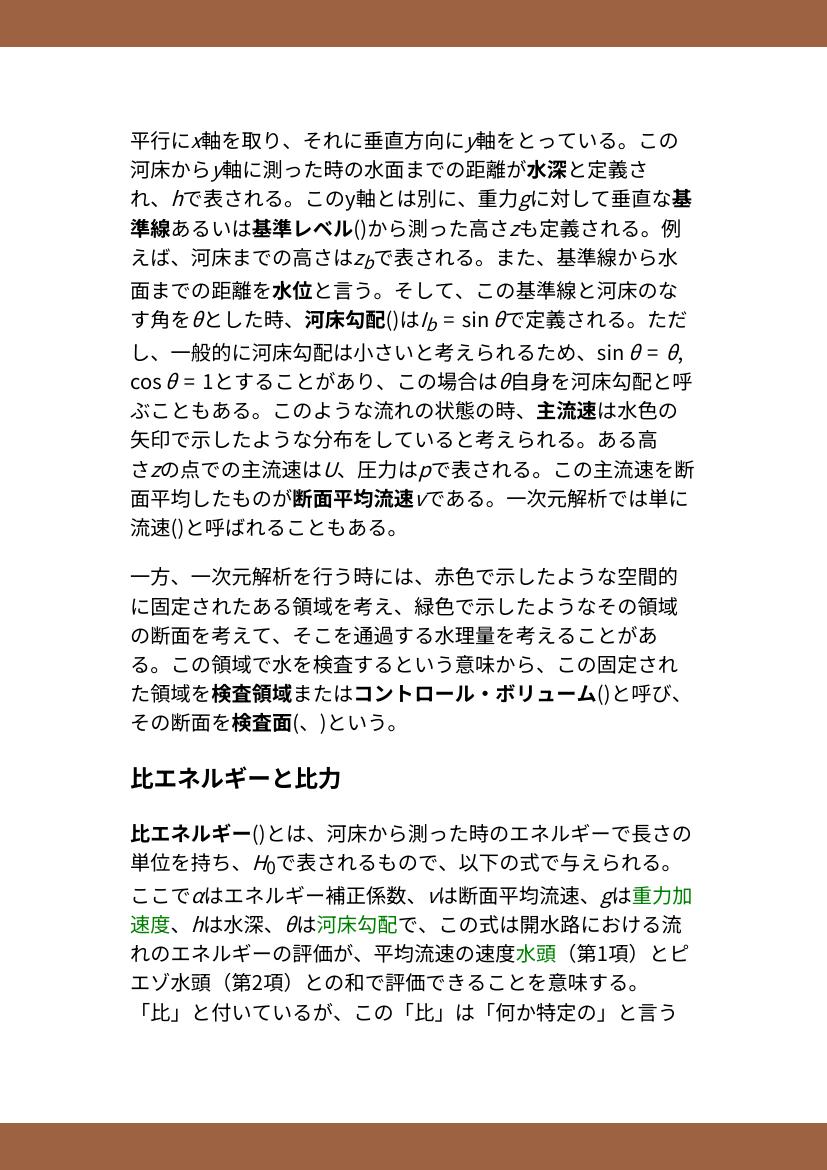 平行にx軸を取り、それに垂直方向にy軸をとっている。この
河床からy軸に測った時の水面までの距離が水深と定義さ
れ、hで表される。このy軸とは別に、重力gに対して垂直な基
準線あるいは基準レベル()から測った高さzも定義される。例
えば、河床までの高さはz_bで表される。また、基準線から水
面までの距離を水位と言う。そして、この基準線と河床のな
す角をθとした時、河床勾配()はI_b = sin θで定義される。ただ
し、一般的に河床勾配は小さいと考えられるため、sin θ = θ,
cos θ = 1とすることがあり、この場合はθ自身を河床勾配と呼
ぶこともある。このような流れの状態の時、主流速は水色の
矢印で示したような分布をしていると考えられる。ある高
さzの点での主流速はU、圧力はpで表される。この主流速を断
面平均したものが断面平均流速vである。一次元解析では単に
流速()と呼ばれることもある。
一方、一次元解析を行う時には、赤色で示したような空間的
に固定されたある領域を考え、緑色で示したようなその領域
の断面を考えて、そこを通過する水理量を考えることがあ
る。この領域で水を検査するという意味から、この固定され
た領域を検査領域またはコントロール・ボリューム()と呼び、
その断面を検査面(、)という。
比エネルギーと比力
比エネルギー()とは、河床から測った時のエネルギーで長さの
単位を持ち、H_0で表されるもので、以下の式で与えられる。
ここでαはエネルギー補正係数、vは断面平均流速、gは重力加
速度、hは水深、θは河床勾配で、この式は開水路における流
れのエネルギーの評価が、平均流速の速度水頭（第1項）とピ
エゾ水頭（第2項）との和で評価できることを意味する。
「比」と付いているが、この「比」は「何か特定の」と言う